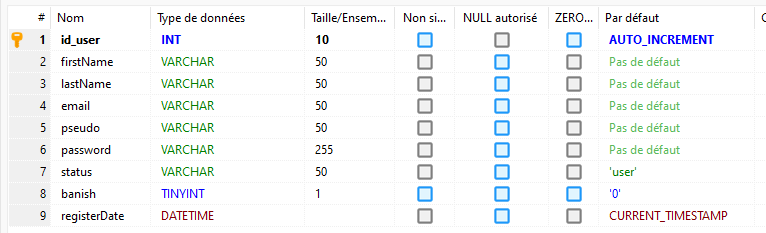 # Nom Type de données Taille/Ensem... Non si... NULL autorisé ZERO... Par défaut
1 id_user INT 10 AUTO_INCREMENT
2 firstName VARCHAR 50 Pas de défaut
3 lastName VARCHAR 50 Pas de défaut
4 email VARCHAR 50 Pas de défaut
5 pseudo VARCHAR 50 Pas de défaut
6 password VARCHAR 255 Pas de défaut
7 status VARCHAR 50 'user'
8 banish TINYINT 1 '0'
9 registerDate DATETIME CURRENT_TIMESTAMP